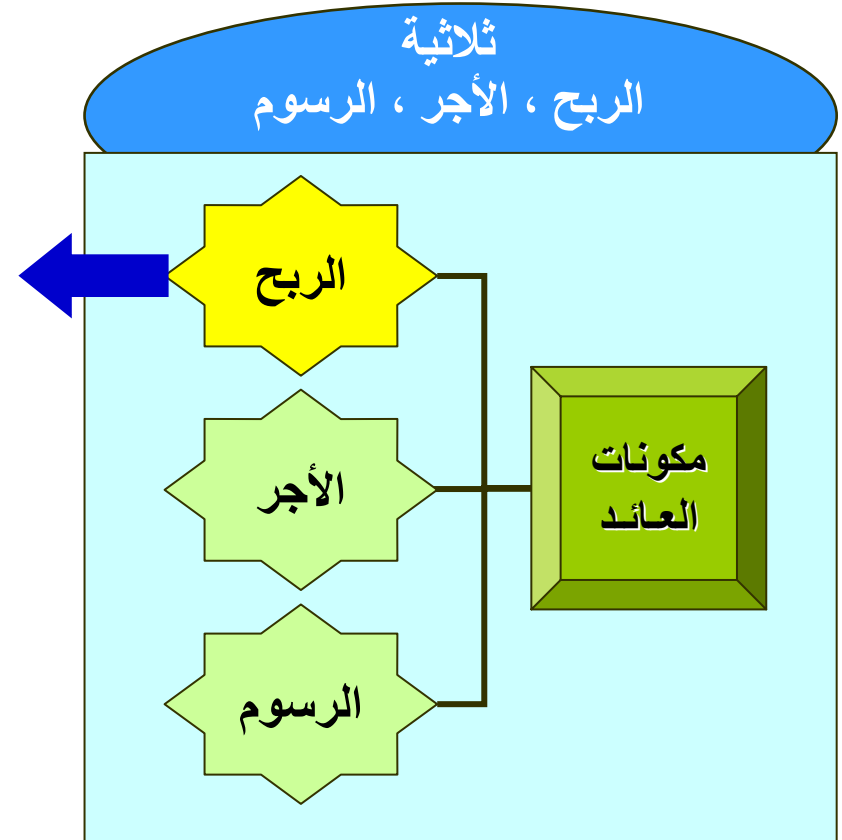 ثلاثية
الربح ، الأجر ، الرسوم
الربح
مكونات
العـائـد
الأجر
الرسوم